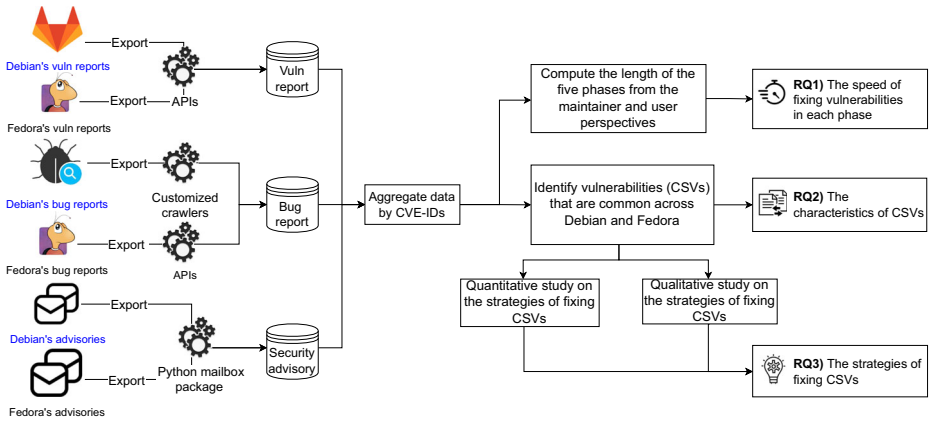 Export
Debian's vuln reports
Export
APIs
Fedora's vuln reports
Vuln
report
Export
Debian's bug reports
Customized
crawlers
Export
Fedora's bug reports
APIs
Bug
report
Export
Debian's advisories
Python mailbox
package
Export
Fedora's advisories
Security
advisory
Aggregate data
by CVE-IDs
Compute the length of the
five phases from the
maintainer and user
perspectives
RQ1) The speed of
fixing vulnerabilities
in each phase
Identify vulnerabilities (CSVs)
that are common across
Debian and Fedora
RQ2) The
characteristics of CSVs
Quantitative study on
the strategies of fixing
CSVs
Qualitative study on
the strategies of fixing
CSVs
RQ3) The strategies of
fixing CSVs